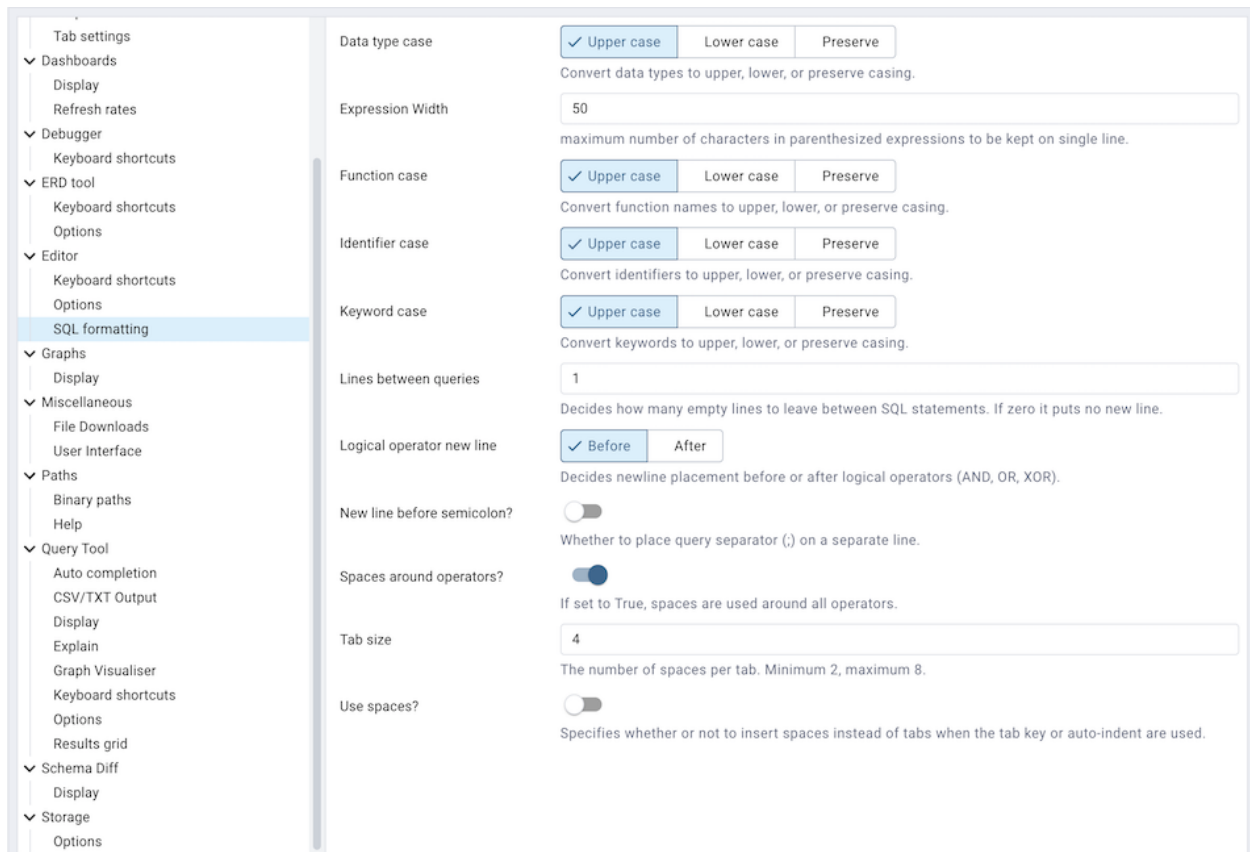 Tab settings
Dashboards
Display
Refresh rates
Debugger
Keyboard shortcuts
ERD tool
Keyboard shortcuts
Options
Editor
Keyboard shortcuts
Options
SQL formatting
Graphs
Display
Miscellaneous
File Downloads
User Interface
Paths
Binary paths
Help
Query Tool
Auto completion
CSV/TXT Output
Display
Explain
Graph Visualiser
Keyboard shortcuts
Options
Results grid
Schema Diff
Display
Storage
Options
Data type case
Upper case Lower case Preserve
Convert data types to upper, lower, or preserve casing.
Expression Width
50
maximum number of characters in parenthesized expressions to be kept on single line.
Function case
Upper case Lower case Preserve
Convert function names to upper, lower, or preserve casing.
Identifier case
Upper case Lower case Preserve
Convert identifiers to upper, lower, or preserve casing.
Keyword case
Upper case Lower case Preserve
Convert keywords to upper, lower, or preserve casing.
Lines between queries
1
Decides how many empty lines to leave between SQL statements. If zero it puts no new line.
Logical operator new line
Before After
Decides newline placement before or after logical operators (AND, OR, XOR).
New line before semicolon?
Whether to place query separator (;) on a separate line.
Spaces around operators?
If set to True, spaces are used around all operators.
Tab size
4
The number of spaces per tab. Minimum 2, maximum 8.
Use spaces?
Specifies whether or not to insert spaces instead of tabs when the tab key or auto-indent are used.